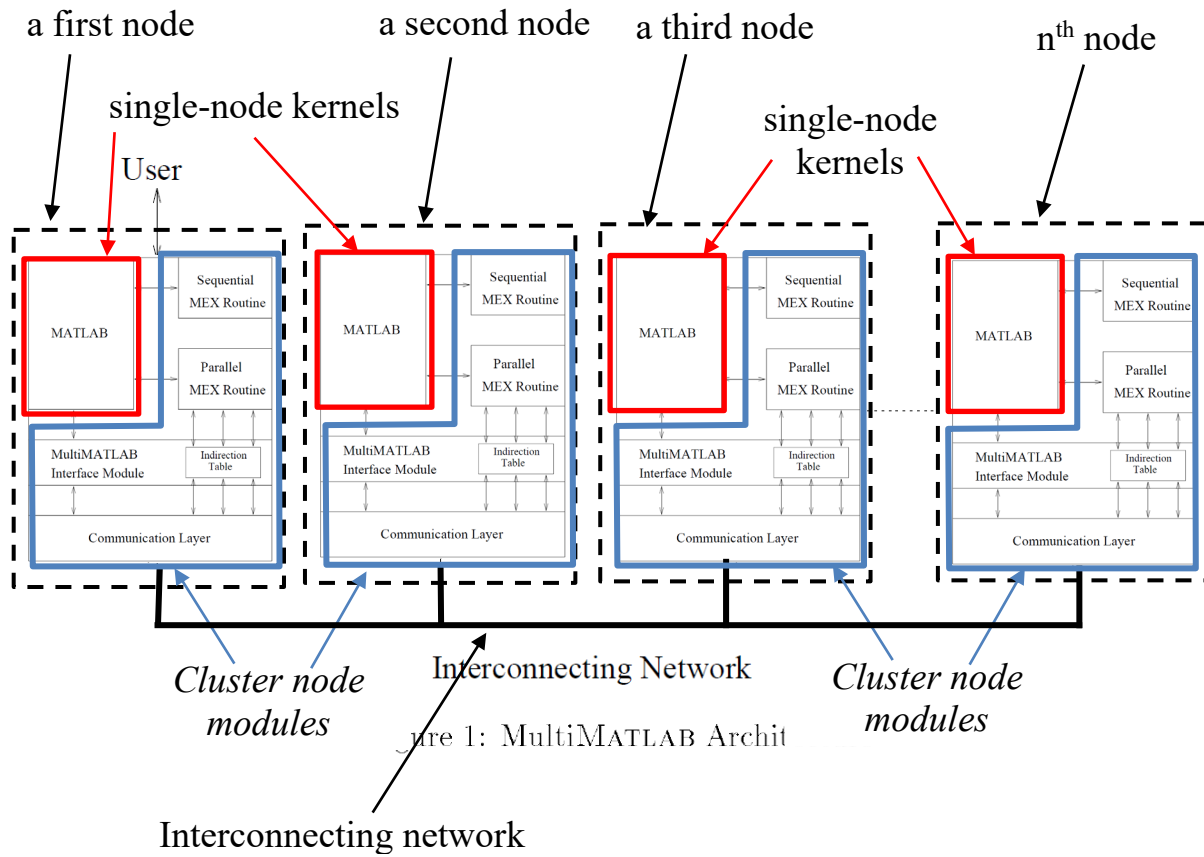 a first node
a second node
a third node
nth node
single-node kernels
single-node
kernels
User
Sequential
MEX Routine
MATLAB
Parallel
MEX Routine
MultiMATLAB
Interface Module
Indirection
Table
Communication Layer
Sequential
MEX Routine
MATLAB
Parallel
MEX Routine
MultiMATLAB
Interface Module
Indirection
Table
Communication Layer
Sequential
MEX Routine
MATLAB
Parallel
MEX Routine
MultiMATLAB
Interface Module
Indirection
Table
Communication Layer
Sequential
MEX Routine
MATLAB
Parallel
MEX Routine
MultiMATLAB
Interface Module
Indirection
Table
Communication Layer
Cluster node
modules
Interconnecting Network
Cluster node
modules
ure 1: MULTIMATLAB Archit
Interconnecting network